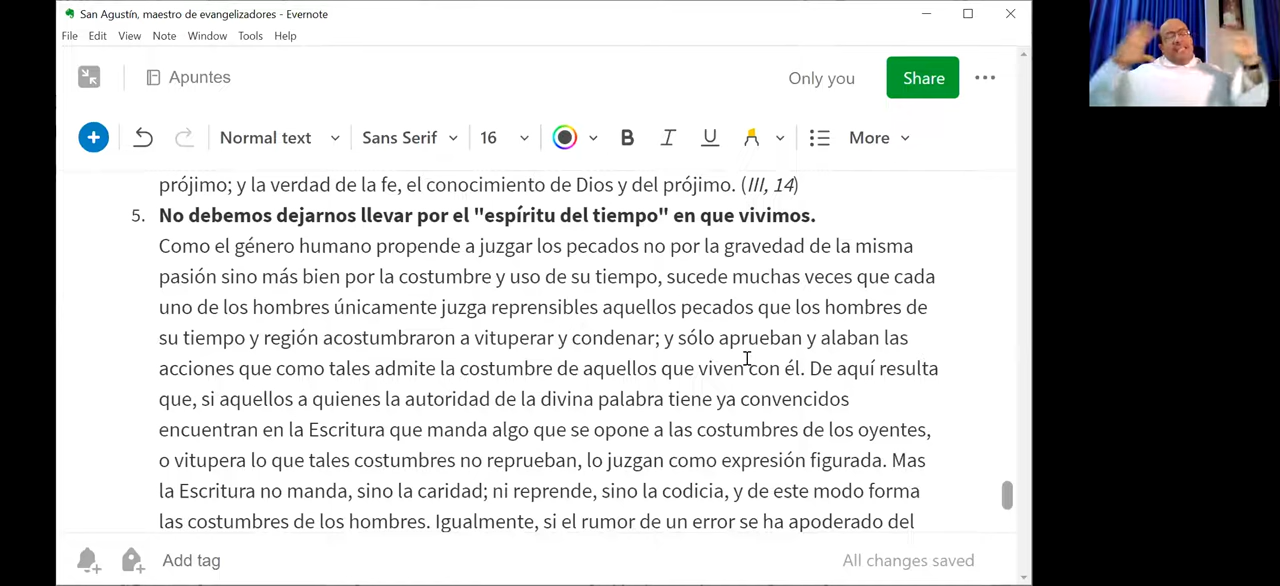 San Agustín, maestro de evangelizadores - Evernote
File Edit View Note Window Tools Help
Apuntes Only you Share
Normal text Sans Serif 16 B I U More
prójimo; y la verdad de la fe, el conocimiento de Dios y del prójimo. (III, 14)
5. No debemos dejarnos llevar por el "espíritu del tiempo" en que vivimos.
Como el género humano propende a juzgar los pecados no por la gravedad de la misma
pasión sino más bien por la costumbre y uso de su tiempo, sucede muchas veces que cada
uno de los hombres únicamente juzga reprensibles aquellos pecados que los hombres de
su tiempo y región acostumbraron a vituperar y condenar; y sólo aprueban y alaban las
acciones que como tales admite la costumbre de aquellos que viven con él. De aquí resulta
que, si aquellos a quienes la autoridad de la divina palabra tiene ya convencidos
encuentran en la Escritura que manda algo que se opone a las costumbres de los oyentes,
o vitupera lo que tales costumbres no reprueban, lo juzgan como expresión figurada. Mas
la Escritura no manda, sino la caridad; ni reprende, sino la codicia, y de este modo forma
las costumbres de los hombres. Igualmente, si el rumor de un error se ha apoderado del
Add tag All changes saved